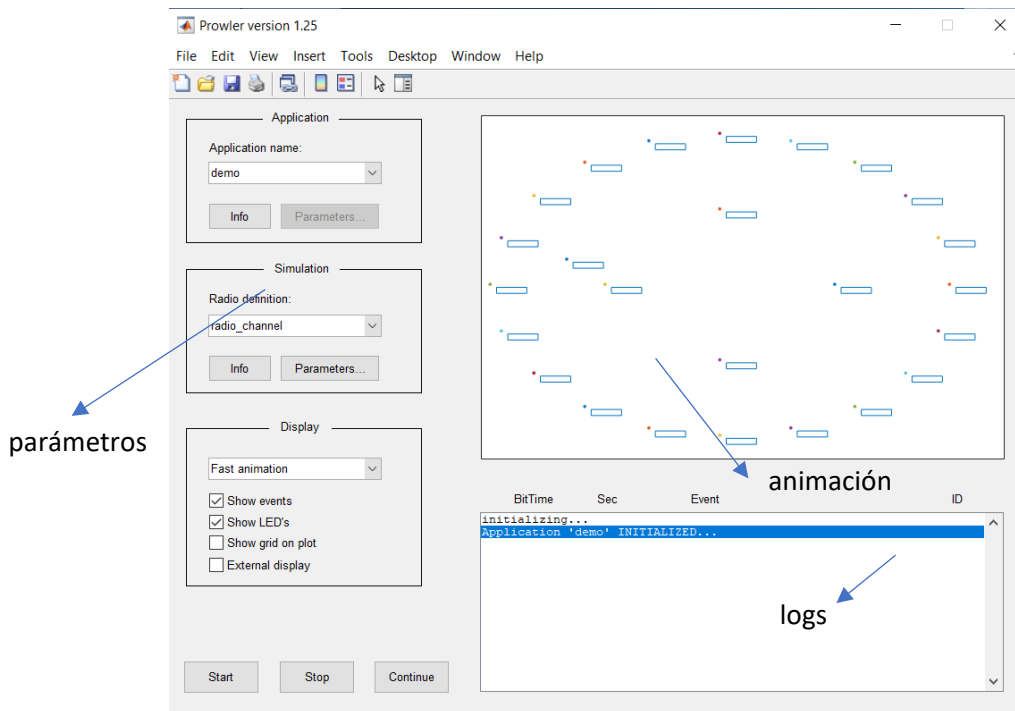 Prowler version 1.25
File Edit View Insert Tools Desktop Window Help
Application
Application name:
demo
Info Parameters...
Simulation
Radio definition:
radio_channel
Info Parameters...
parámetros
Display
Fast animation
Show events
Show LED's
Show grid on plot
External display
Start Stop Continue
animación
BitTime Sec Event ID
initializing...
Application 'demo' INITIALIZED...
logs